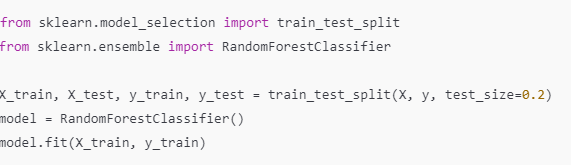 from sklearn.model_selection import train_test_split
from sklearn.ensemble import RandomForestClassifier
X_train, X_test, y_train, y_test = train_test_split(X, y, test_size=0.2)
model = RandomForestClassifier()
model.fit(X_train, y_train)